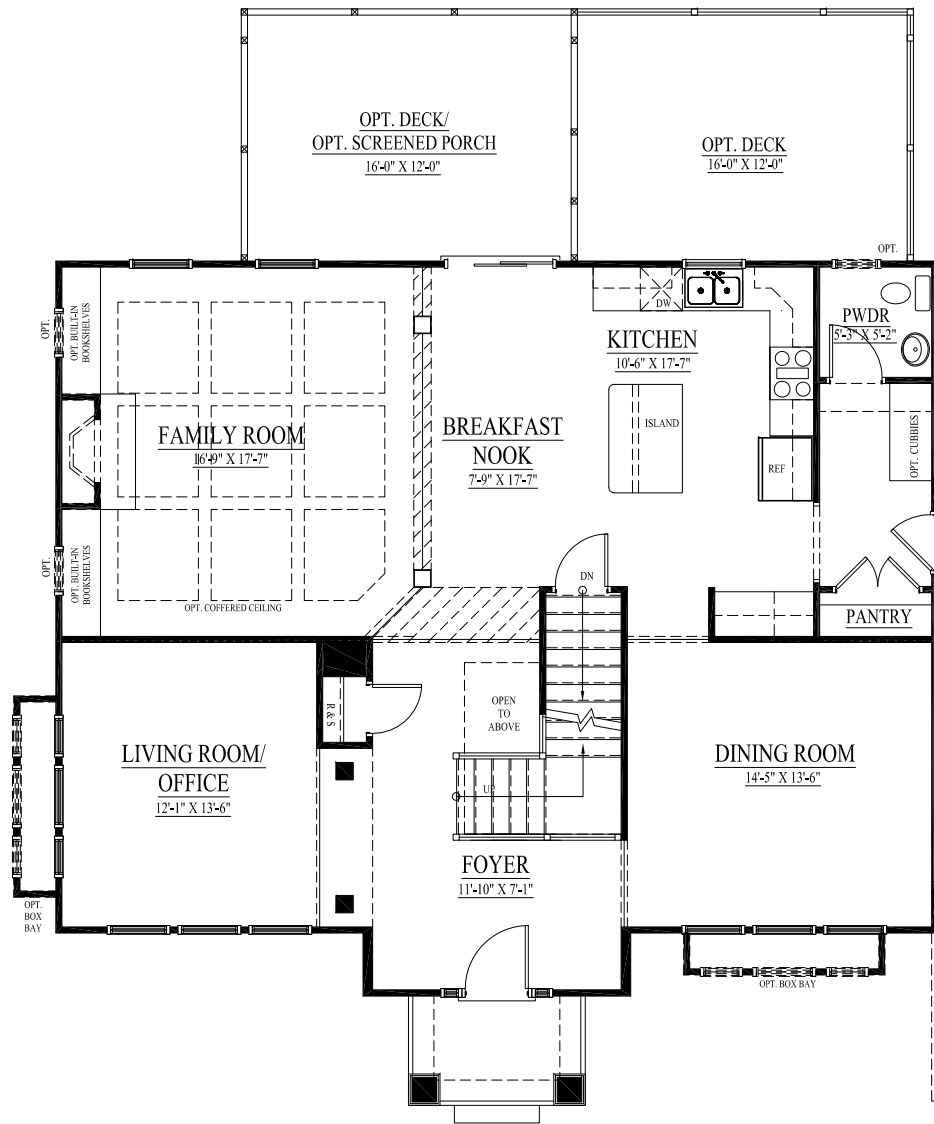 OPT. DECK/
OPT. SCREENED PORCH
16'-0" X 12'-0"
OPT. DECK
16'-0" X 12'-0"
OPT.
OPT.
OPT. BUILT-IN
BOOKSHELVES
DW
KITCHEN
10'-6" X 17'-7"
PWDR
5'-3" X 5'-2"
FAMILY ROOM
16'-9" X 17'-7"
BREAKFAST
NOOK
7'-9" X 17'-7"
ISLAND
REF
OPT. CUBBIES
OPT.
OPT. BUILT-IN
BOOKSHELVES
OPT. COFFERED CEILING
DN
PANTRY
R & S
OPEN
TO
ABOVE
LIVING ROOM/
OFFICE
12'-1" X 13'-6"
UP
DINING ROOM
14'-5" X 13'-6"
FOYER
11'-10" X 7'-1"
OPT.
BOX
BAY
OPT. BOX BAY